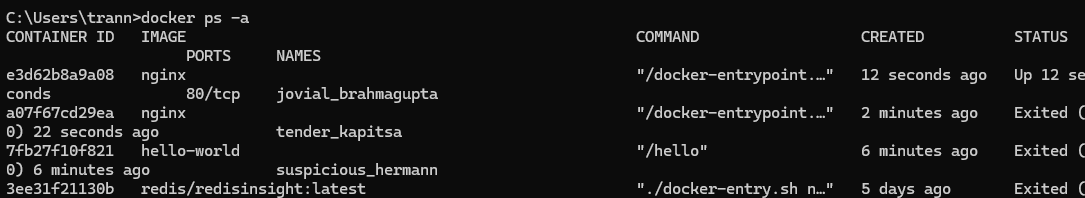 C:\Users\trann>docker ps -a
CONTAINER ID   IMAGE                                                  COMMAND                  CREATED          STATUS
                    PORTS     NAMES
e3d62b8a9a08   nginx                                                  "/docker-entrypoint.…"   12 seconds ago   Up 12 se
conds               80/tcp    jovial_brahmagupta
a07f67cd29ea   nginx                                                  "/docker-entrypoint.…"   2 minutes ago    Exited (
0) 22 seconds ago             tender_kapitsa
7fb27f10f821   hello-world                                            "/hello"                 6 minutes ago    Exited (
0) 6 minutes ago              suspicious_hermann
3ee31f21130b   redis/redisinsight:latest                              "./docker-entry.sh n…"   5 days ago       Exited (